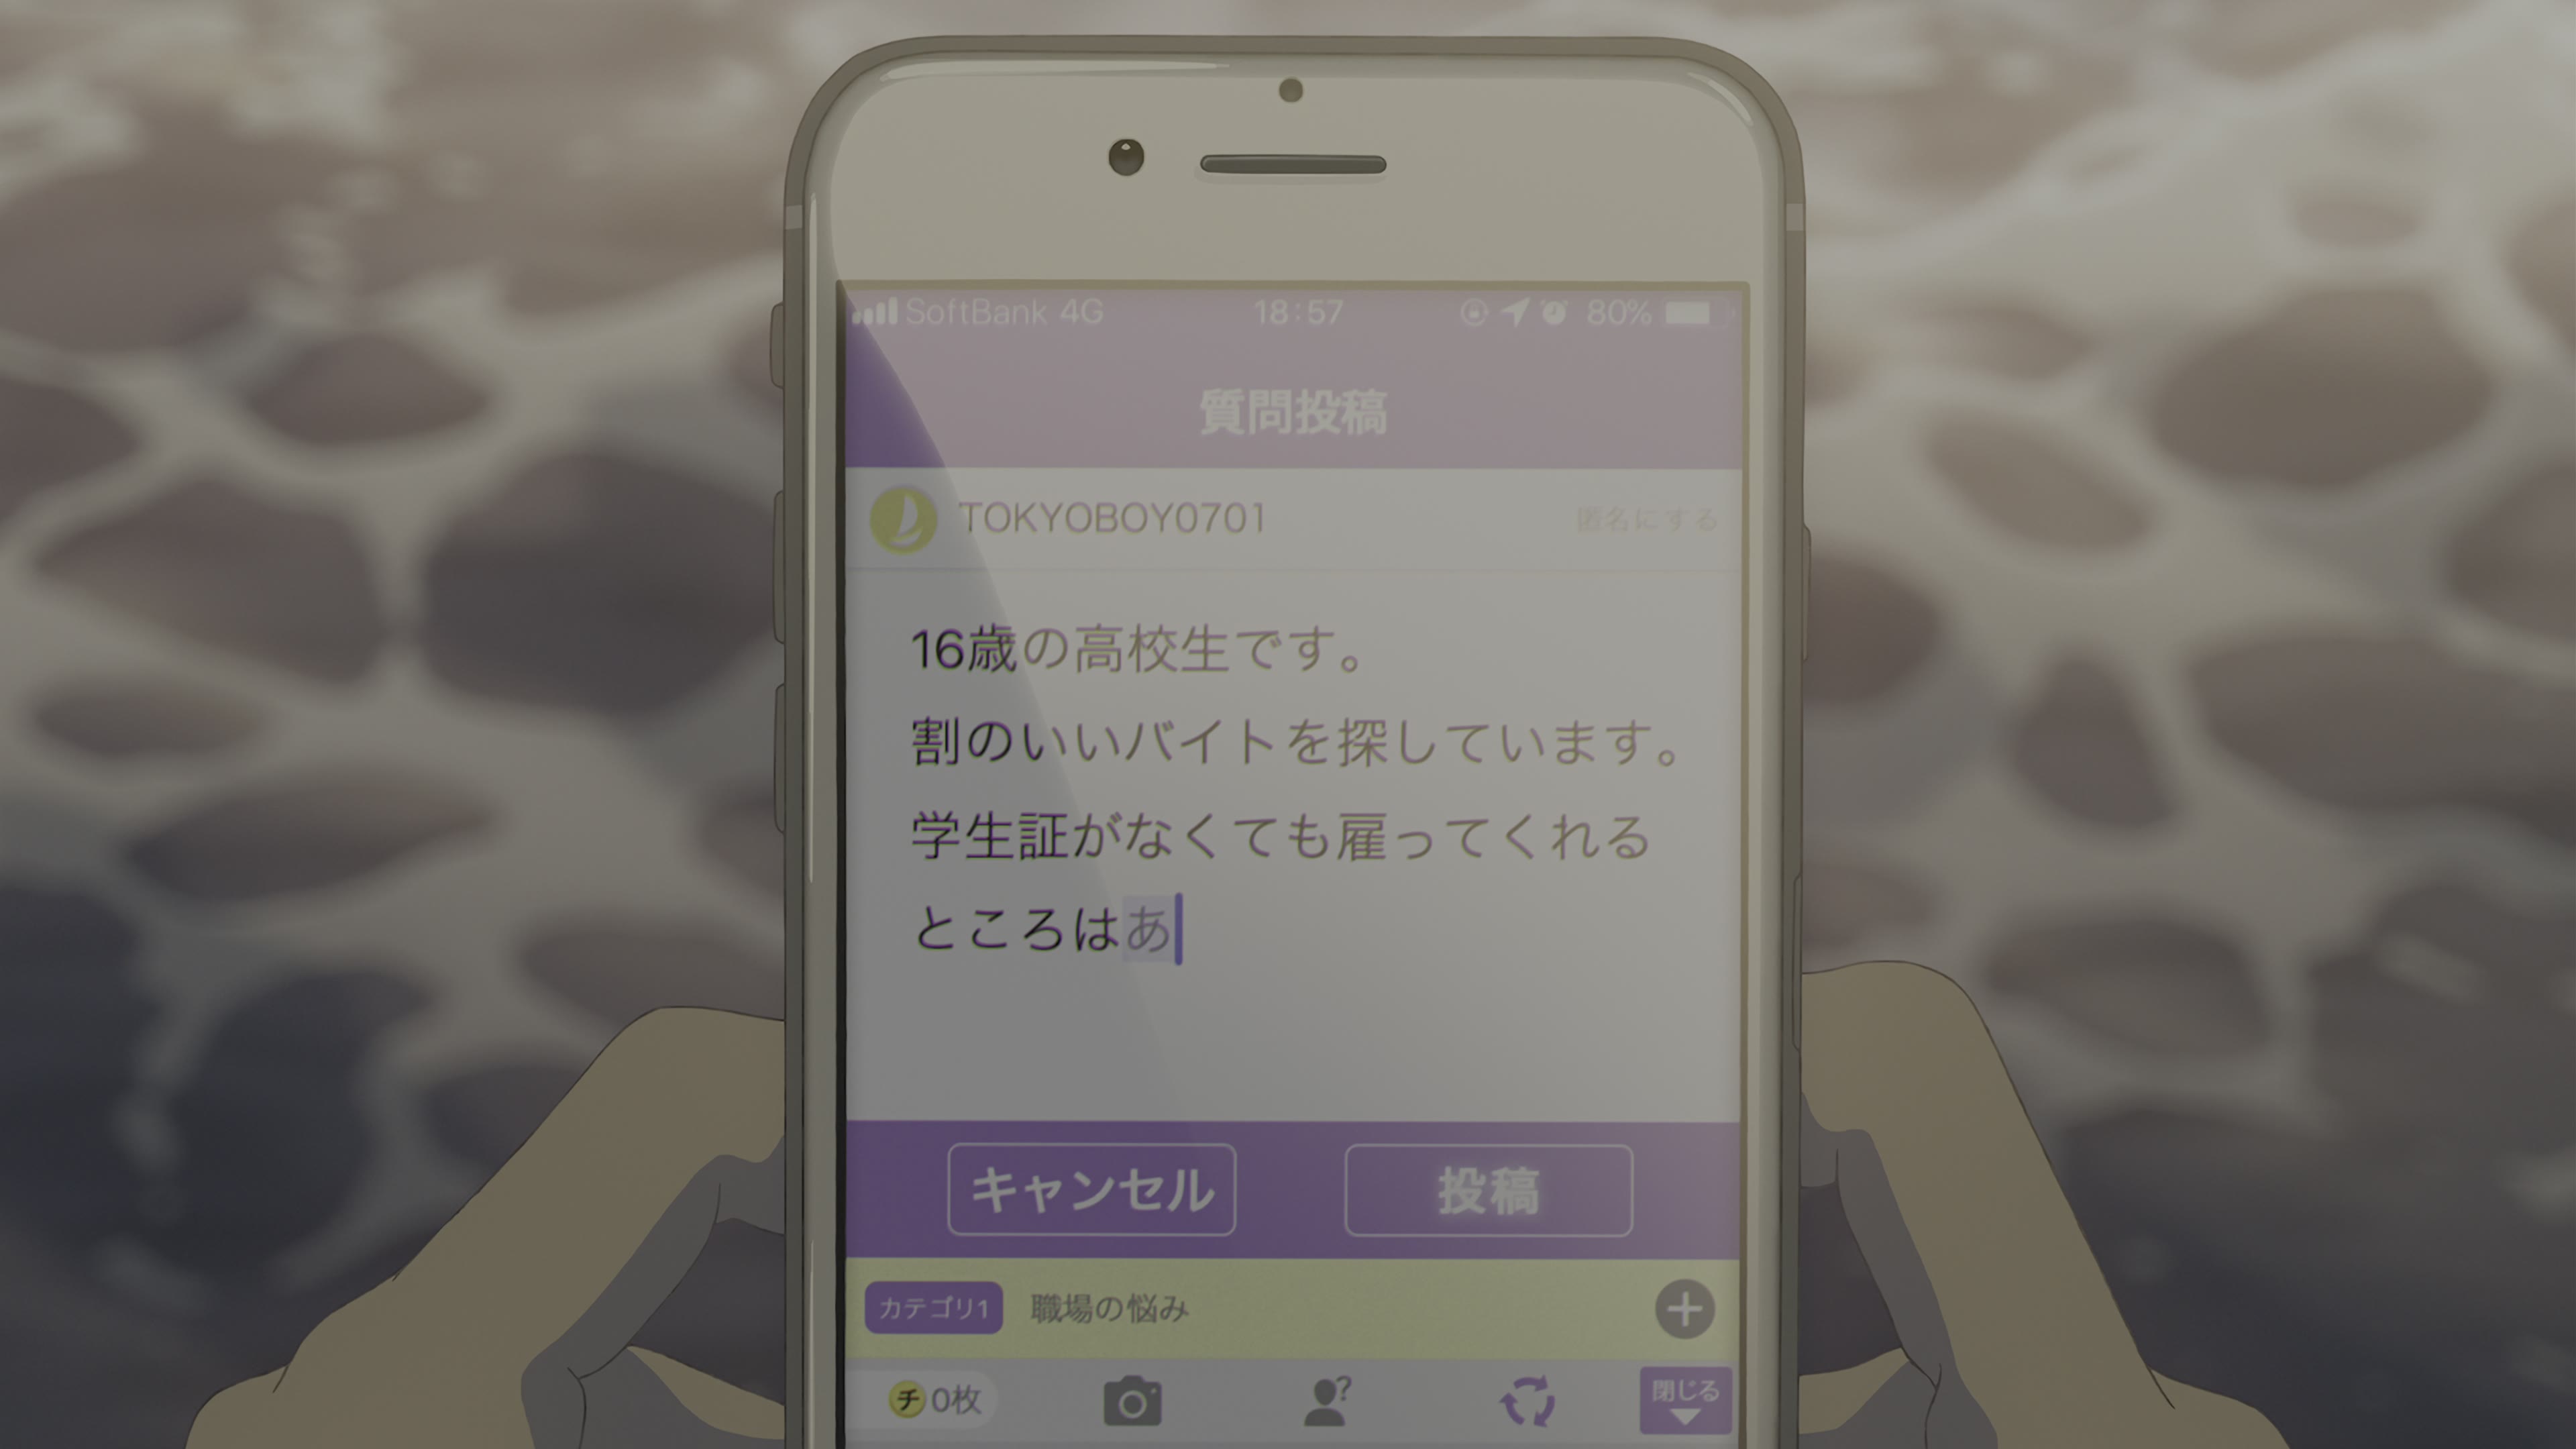 SoftBank 4G 18:57 80%
質問投稿
TOKYOBOY0701 匿名にする
16歳の高校生です。
割のいいバイトを探しています。
学生証がなくても雇ってくれる
ところはあ
キャンセル 投稿
カテゴリ1 職場の悩み
チ 0枚 ? 閉じる